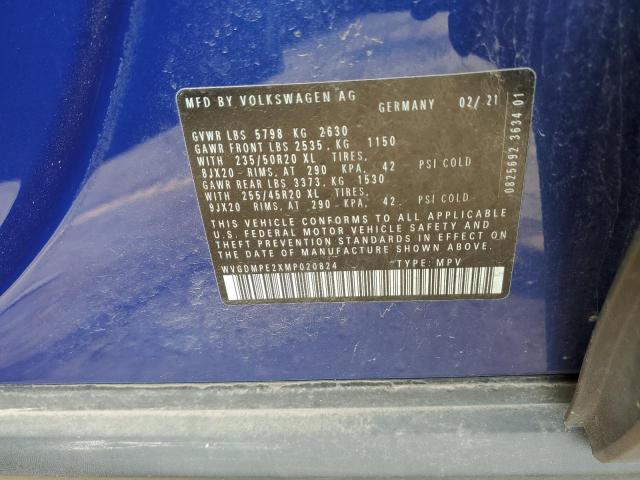 MFD BY VOLKSWAGEN AG GERMANY 02/21
GVWR LBS 5798 KG 2630
GAWR FRONT LBS 2535 KG 1150
WITH 235/50R20 XL TIRES,
8JX20 - RIMS, AT 290 KPA, 42 PSI COLD
GAWR REAR LBS 3373, KG 1530
WITH 255/45R20 XL TIRES,
9JX20 RIMS, AT 290 - KPA, 42 PSI COLD
THIS VEHICLE CONFORMS TO ALL APPLICABLE
U.S. FEDERAL MOTOR VEHICLE SAFETY AND
THEFT PREVENTION STANDARDS IN EFFECT ON
THE DATE OF MANUFACTURE SHOWN ABOVE.
WVGDMPE2XMP020824 TYPE: MPV
0825692 3634 01